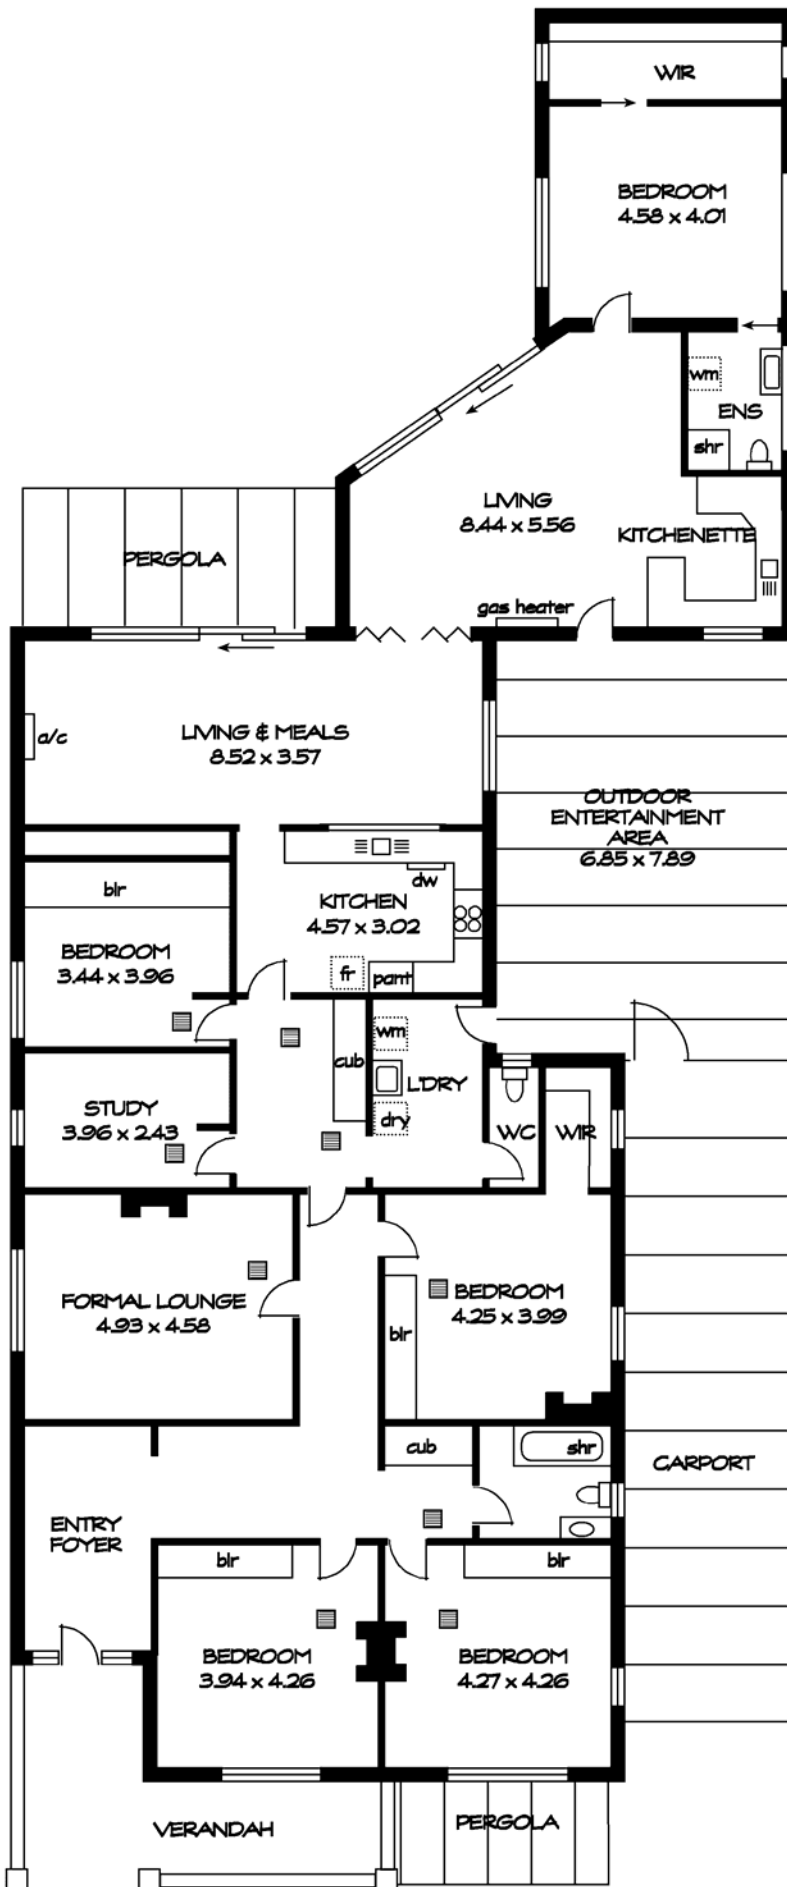 WIR
BEDROOM
4.58 x 4.01
wm
ENS
shr
LIVING
8.44 x 5.56
KITCHENETTE
PERGOLA
gas heater
a/c
LIVING & MEALS
8.52 x 3.57
OUTDOOR
ENTERTAINMENT
AREA
6.85 x 7.89
blr
dw
KITCHEN
4.57 x 3.02
BEDROOM
3.44 x 3.96
fr
pant
wm
cub
L'DRY
dry
STUDY
3.96 x 2.43
WC
WIR
FORMAL LOUNGE
4.93 x 4.58
BEDROOM
4.25 x 3.99
blr
cub
shr
CARPORT
ENTRY
FOYER
blr
blr
BEDROOM
3.94 x 4.26
BEDROOM
4.27 x 4.26
VERANDAH
PERGOLA